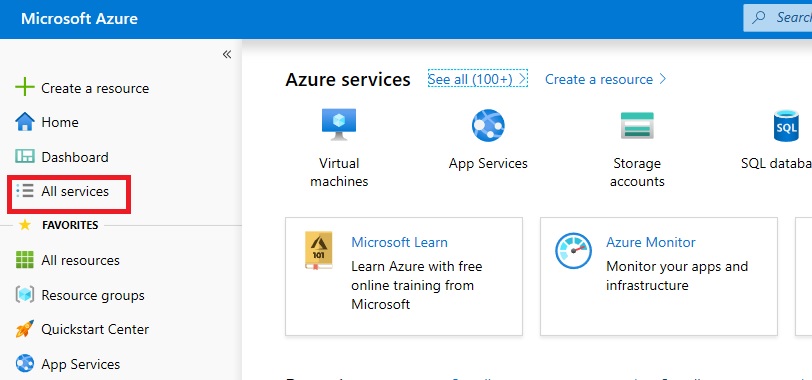 Microsoft Azure
Search
«
Create a resource
Home
Dashboard
All services
FAVORITES
All resources
Resource groups
Quickstart Center
App Services
Azure services
See all (100+)
Create a resource
Virtual
machines
App Services
Storage
accounts
SQL
SQL databa
101
Microsoft Learn
Learn Azure with free
online training from
Microsoft
Azure Monitor
Monitor your apps and
infrastructure